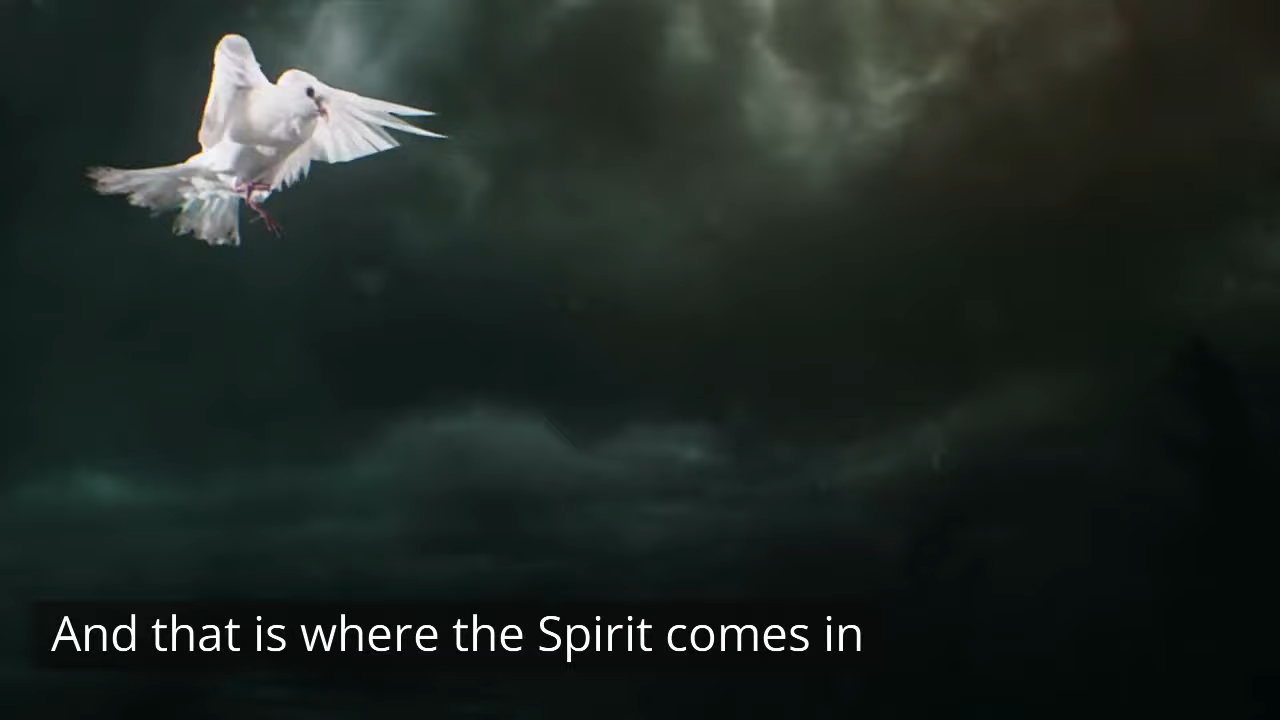 And that is where the Spirit comes in